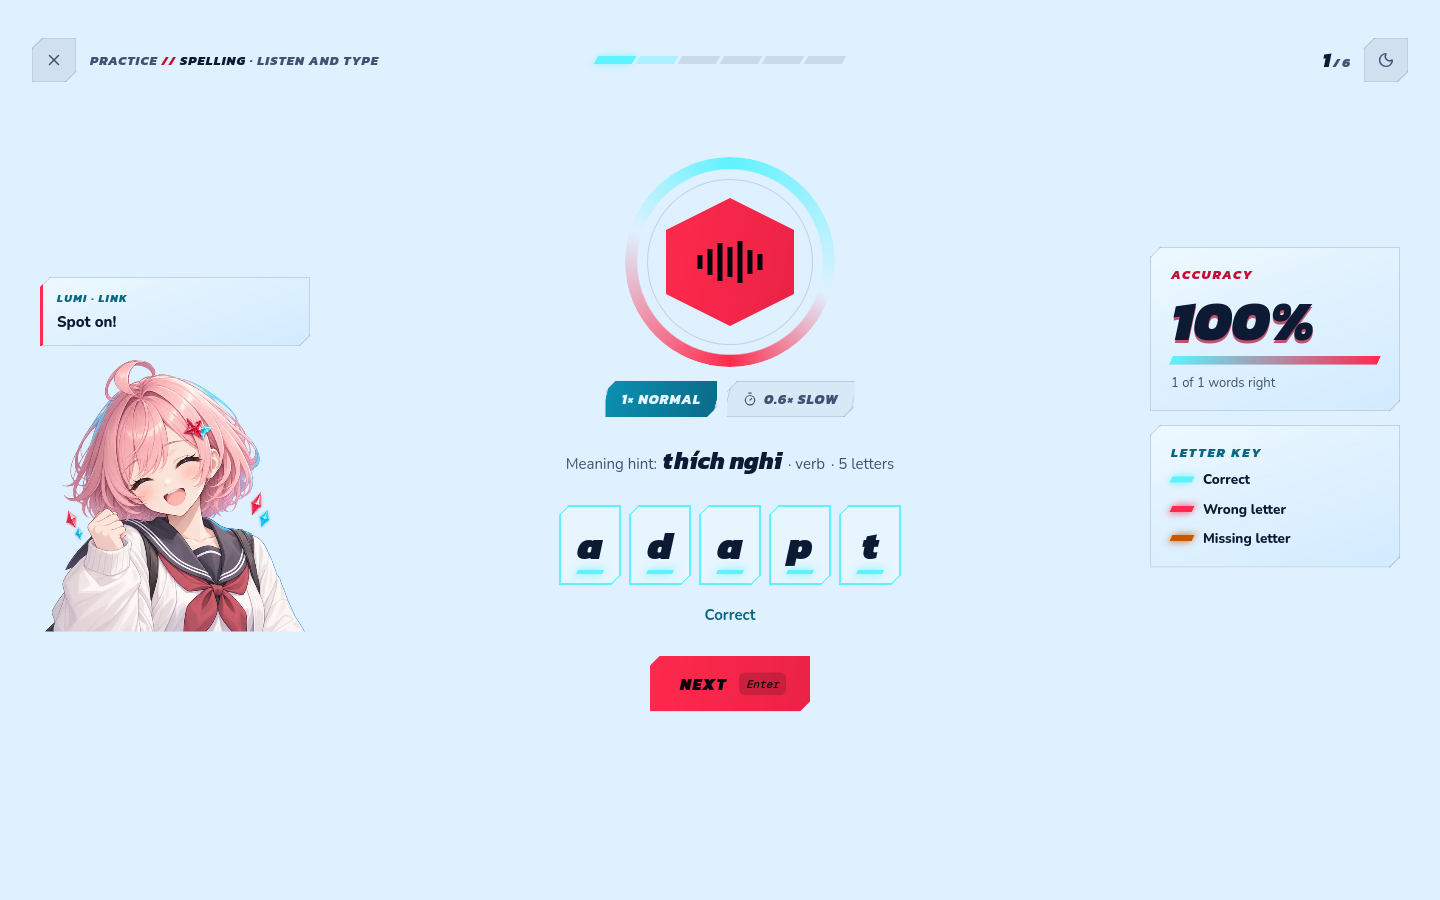 PRACTICE // SPELLING · LISTEN AND TYPE
1/6
LUMI · LINK
Spot on!
1× NORMAL
0.6× SLOW
Meaning hint: thích nghi · verb · 5 letters
a d a p t
Correct
NEXT Enter
ACCURACY
100%
1 of 1 words right
LETTER KEY
Correct
Wrong letter
Missing letter